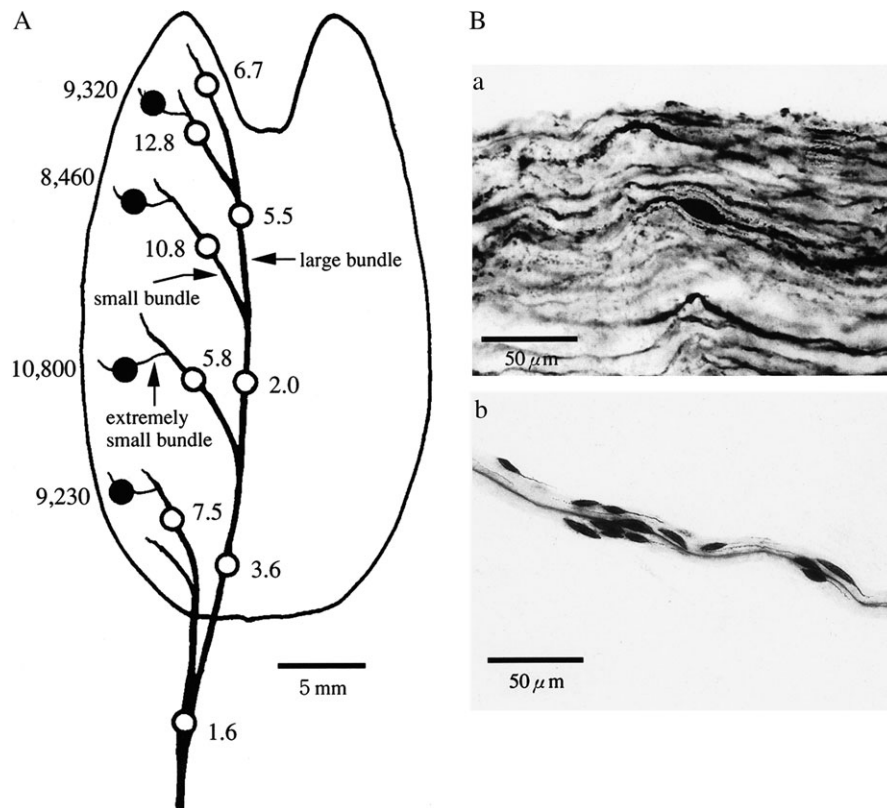 A
9,320
6.7
12.8
8,460
5.5
10.8
large bundle
small bundle
10,800
5.8
2.0
extremely
small bundle
9,230
7.5
3.6
5 mm
1.6
B
a
50 μm
b
50 μm